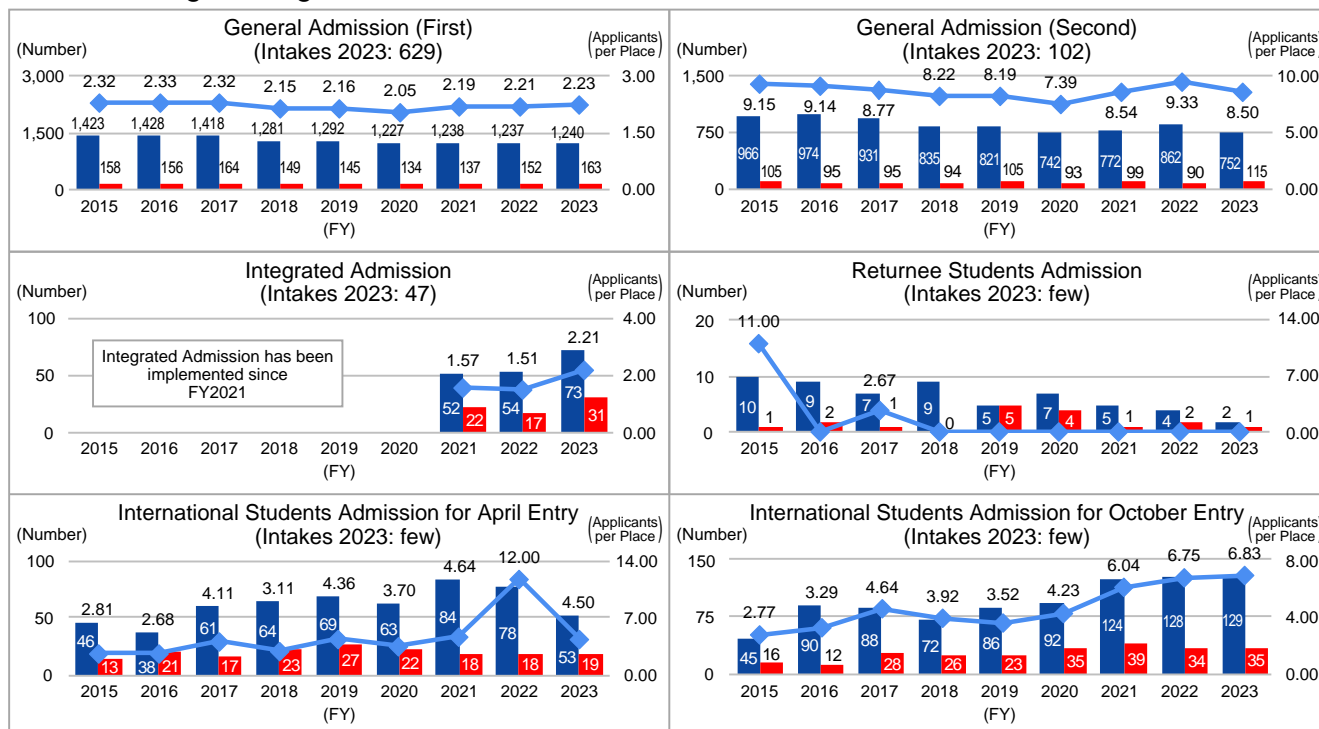 General Admission (First)
(Intakes 2023: 629)
(Number)
(Applicants per Place)
3,000
1,500
0
3.00
1.50
0.00
2.32 2.33 2.32 2.15 2.16 2.05 2.19 2.21 2.23
1,423 1,428 1,418 1,281 1,292 1,227 1,238 1,237 1,240
158 156 164 149 145 134 137 152 163
2015 2016 2017 2018 2019 2020 2021 2022 2023
(FY)
General Admission (Second)
(Intakes 2023: 102)
(Number)
(Applicants per Place)
1,500
750
0
10.00
5.00
0.00
9.15 9.14 8.77 8.22 8.19 7.39 8.54 9.33 8.50
966 974 931 835 821 742 772 862 752
105 95 95 94 105 93 99 90 115
2015 2016 2017 2018 2019 2020 2021 2022 2023
(FY)
Integrated Admission
(Intakes 2023: 47)
(Number)
(Applicants per Place)
100
50
0
4.00
2.00
0.00
Integrated Admission has been
implemented since
FY2021
1.57 1.51 2.21
52 54 73
22 17 31
2015 2016 2017 2018 2019 2020 2021 2022 2023
(FY)
Returnee Students Admission
(Intakes 2023: few)
(Number)
(Applicants per Place)
20
10
0
14.00
7.00
0.00
11.00 2.67
10 9 7 9 5 7 5 4 2
1 2 1 0 5 4 1 2 1
2015 2016 2017 2018 2019 2020 2021 2022 2023
(FY)
International Students Admission for April Entry
(Intakes 2023: few)
(Number)
(Applicants per Place)
100
50
0
14.00
7.00
0.00
2.81 2.68 4.11 3.11 4.36 3.70 4.64 12.00 4.50
46 38 61 64 69 63 84 78 53
13 21 17 23 27 22 18 18 19
2015 2016 2017 2018 2019 2020 2021 2022 2023
(FY)
International Students Admission for October Entry
(Intakes 2023: few)
(Number)
(Applicants per Place)
150
75
0
8.00
4.00
0.00
2.77 3.29 4.64 3.92 3.52 4.23 6.04 6.75 6.83
45 90 88 72 86 92 124 128 129
16 12 28 26 23 35 39 34 35
2015 2016 2017 2018 2019 2020 2021 2022 2023
(FY)